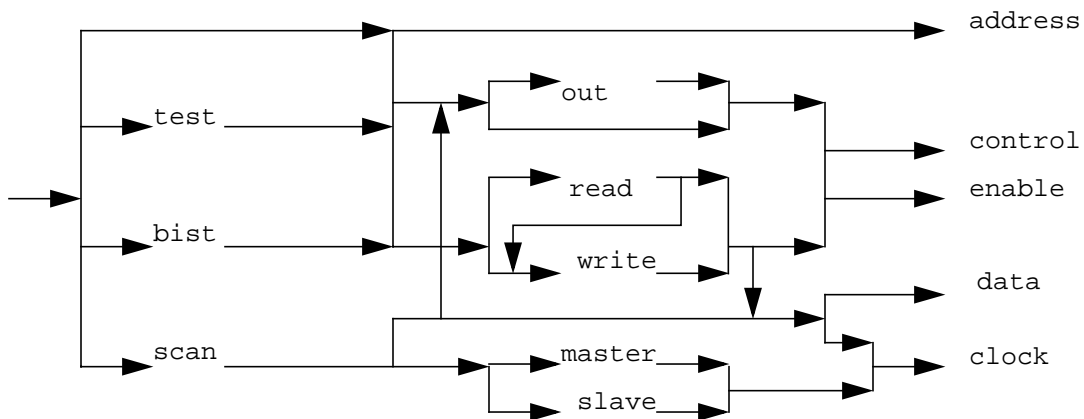 address
out
test
control
read
enable
bist
write
data
scan
master
clock
slave